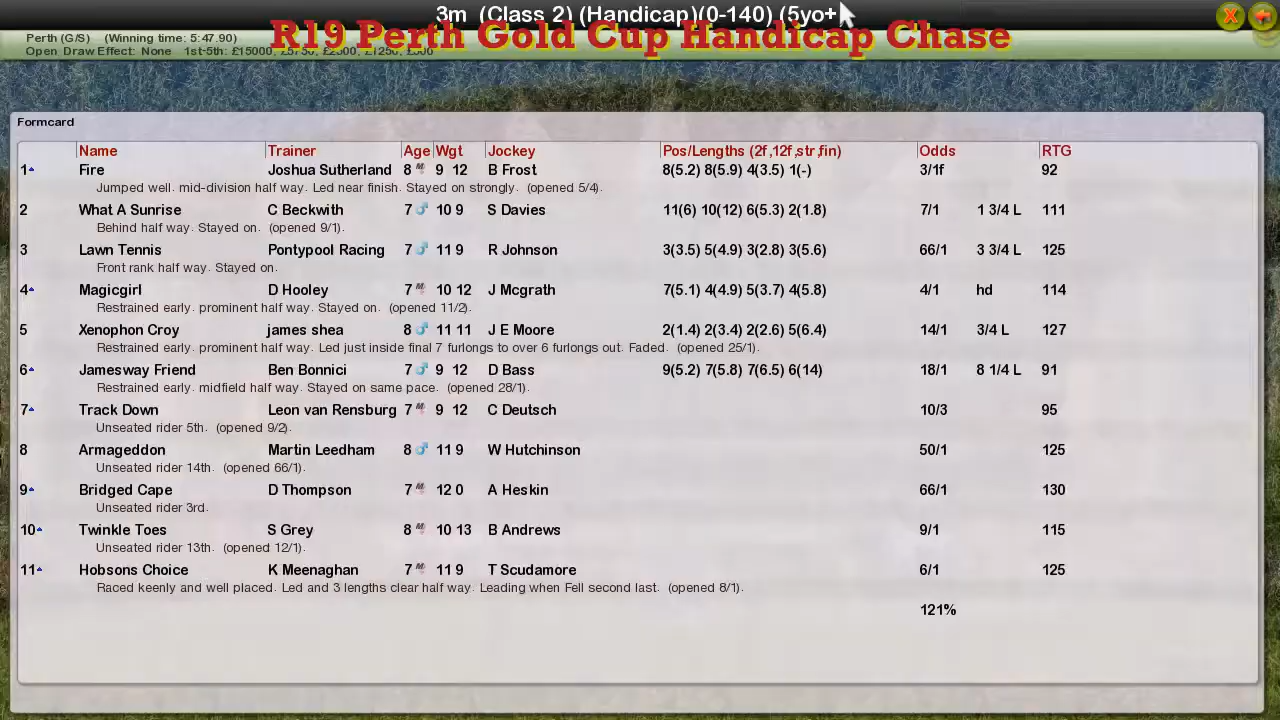 3m (Class 2) (Handicap)(0-140) (5yo+
R19 Perth Gold Cup Handicap Chase
Perth (G/S) (Winning time: 5:47.90)
Open Draw Effect: None 1st-5th: £15000,
Formcard
Name Trainer Age Wgt Jockey Pos/Lengths (2f,12f,str,fin) Odds RTG
1 Fire Joshua Sutherland 8 9 12 B Frost 8(5.2) 8(5.9) 4(3.5) 1(-) 3/1f 92
Jumped well. mid-division half way. Led near finish. Stayed on strongly. (opened 5/4).
2 What A Sunrise C Beckwith 7 10 9 S Davies 11(6) 10(12) 6(5.3) 2(1.8) 7/1 1 3/4 L 111
Behind half way. Stayed on. (opened 9/1).
3 Lawn Tennis Pontypool Racing 7 11 9 R Johnson 3(3.5) 5(4.9) 3(2.8) 3(5.6) 66/1 3 3/4 L 125
Front rank half way. Stayed on.
4 Magicgirl D Hooley 7 10 12 J Mcgrath 7(5.1) 4(4.9) 5(3.7) 4(5.8) 4/1 hd 114
Restrained early. prominent half way. Stayed on. (opened 11/2).
5 Xenophon Croy james shea 8 11 11 J E Moore 2(1.4) 2(3.4) 2(2.6) 5(6.4) 14/1 3/4 L 127
Restrained early. prominent half way. Led just inside final 7 furlongs to over 6 furlongs out. Faded. (opened 25/1).
6 Jamesway Friend Ben Bonnici 7 9 12 D Bass 9(5.2) 7(5.8) 7(6.5) 6(14) 18/1 8 1/4 L 91
Restrained early. midfield half way. Stayed on same pace. (opened 28/1).
7 Track Down Leon van Rensburg 7 9 12 C Deutsch 10/3 95
Unseated rider 5th. (opened 9/2).
8 Armageddon Martin Leedham 8 11 9 W Hutchinson 50/1 125
Unseated rider 14th. (opened 66/1).
9 Bridged Cape D Thompson 7 12 0 A Heskin 66/1 130
Unseated rider 3rd.
10 Twinkle Toes S Grey 8 10 13 B Andrews 9/1 115
Unseated rider 13th. (opened 12/1).
11 Hobsons Choice K Meenaghan 7 11 9 T Scudamore 6/1 125
Raced keenly and well placed. Led and 3 lengths clear half way. Leading when Fell second last. (opened 8/1).
121%